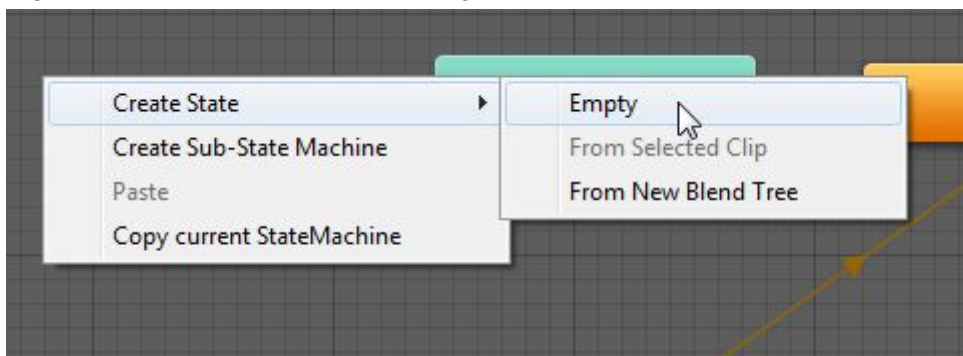 Create State
Create Sub-State Machine
Paste
Copy current StateMachine
Empty
From Selected Clip
From New Blend Tree